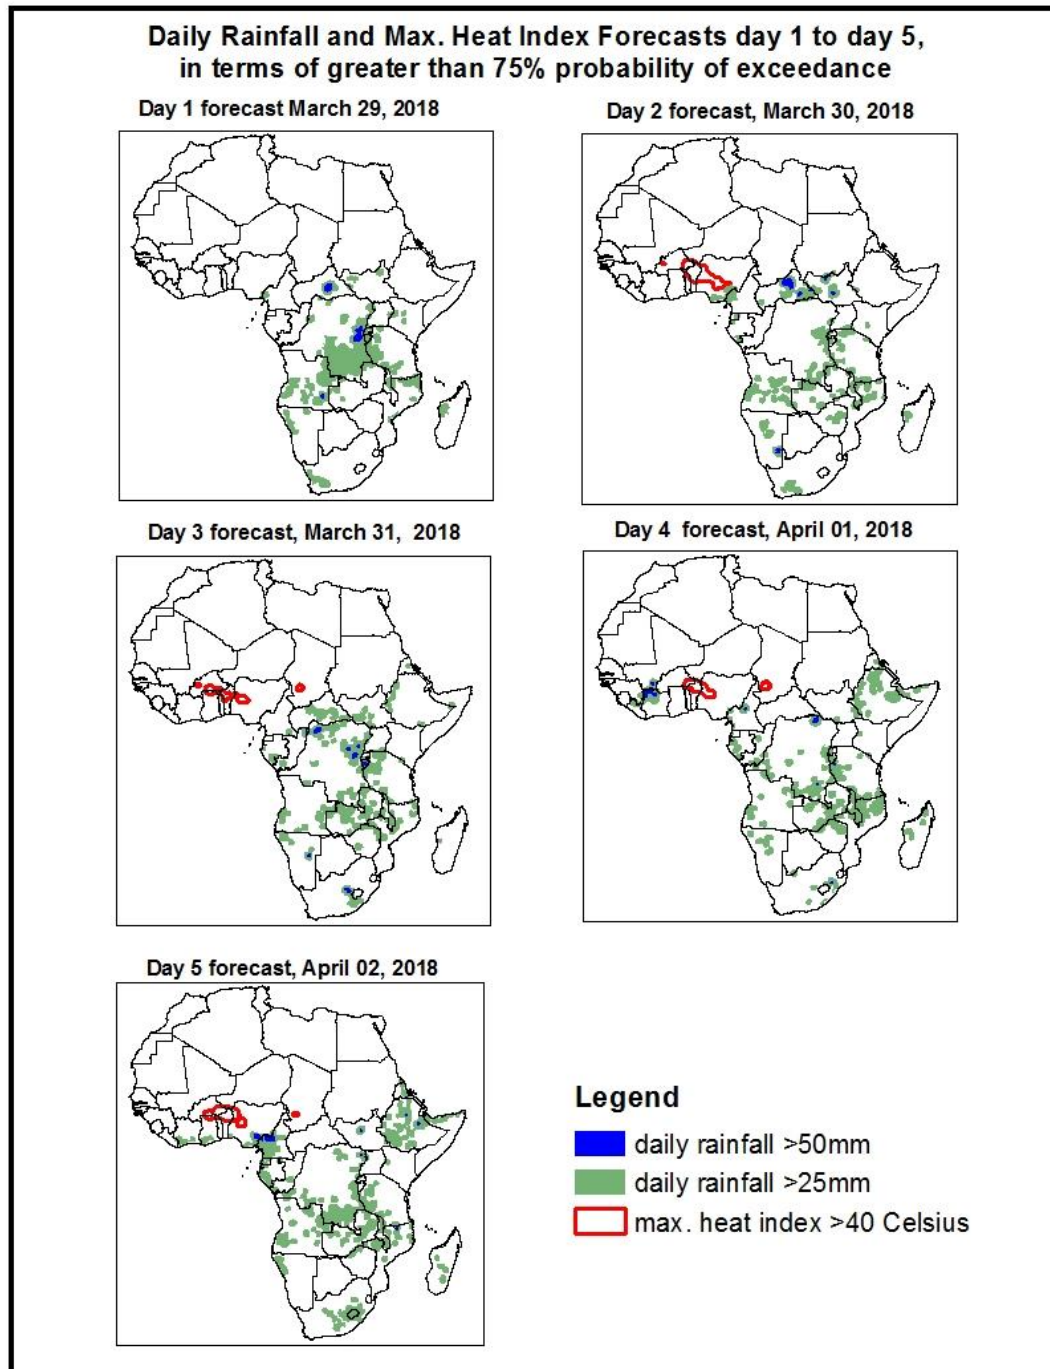 Daily Rainfall and Max. Heat Index Forecasts day 1 to day 5,
in terms of greater than 75% probability of exceedance
Day 1 forecast March 29, 2018
Day 2 forecast, March 30, 2018
Day 3 forecast, March 31, 2018
Day 4 forecast, April 01, 2018
Day 5 forecast, April 02, 2018
Legend
daily rainfall >50mm
daily rainfall >25mm
max. heat index >40 Celsius